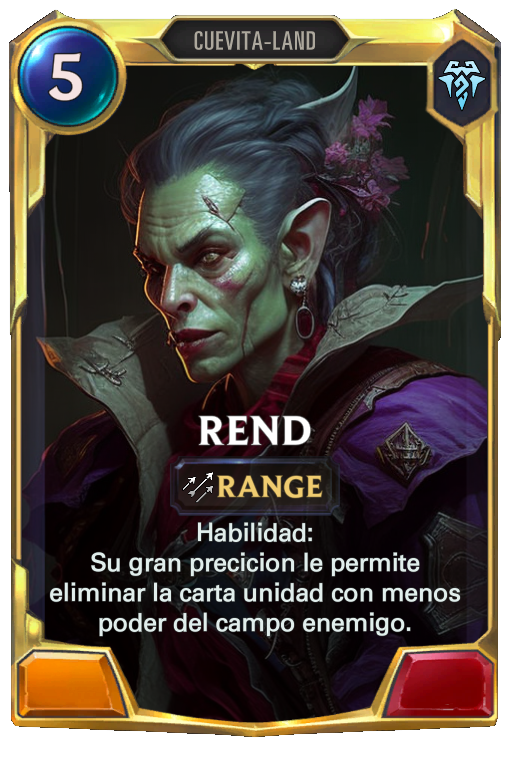 CUEVITA-LAND
5
REND
RANGE
Habilidad:
Su gran precicion le permite
eliminar la carta unidad con menos
poder del campo enemigo.